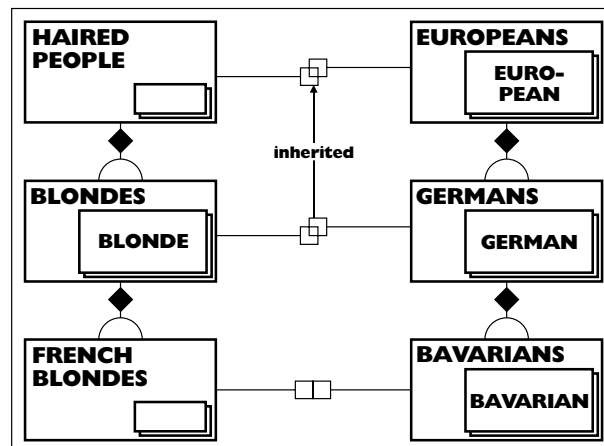 HAIRED
PEOPLE
EUROPEANS
EURO-
PEAN
inherited
BLONDES
BLONDE
GERMANS
GERMAN
FRENCH
BLONDES
BAVARIANS
BAVARIAN